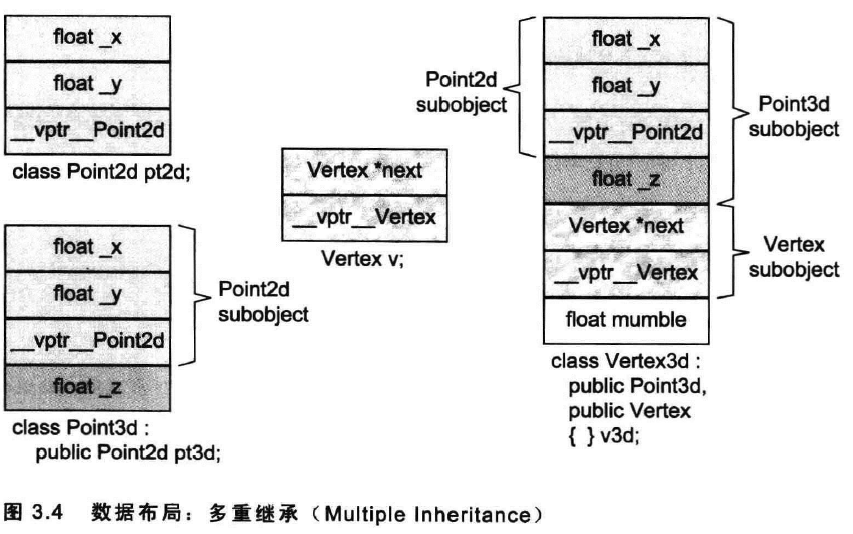 float _x
float _y
__vptr__Point2d
class Point2d pt2d;
float _x
float _y
__vptr__Point2d
float _z
Point2d
subobject
class Point3d :
public Point2d pt3d;
Vertex *next
__vptr__Vertex
Vertex v;
Point2d
subobject
float _x
float _y
__vptr__Point2d
float _z
Vertex *next
__vptr__Vertex
float mumble
Point3d
subobject
Vertex
subobject
class Vertex3d :
public Point3d,
public Vertex
{ } v3d;
图 3.4 数据布局：多重继承（Multiple Inheritance）